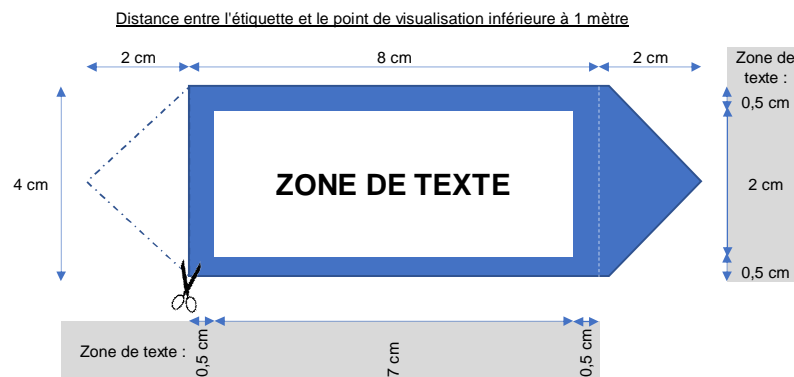 Distance entre l'étiquette et le point de visualisation inférieure à 1 mètre
2 cm
8 cm
2 cm
Zone de
texte :
0,5 cm
4 cm
ZONE DE TEXTE
2 cm
0,5 cm
Zone de texte :
0,5 cm
7 cm
0,5 cm